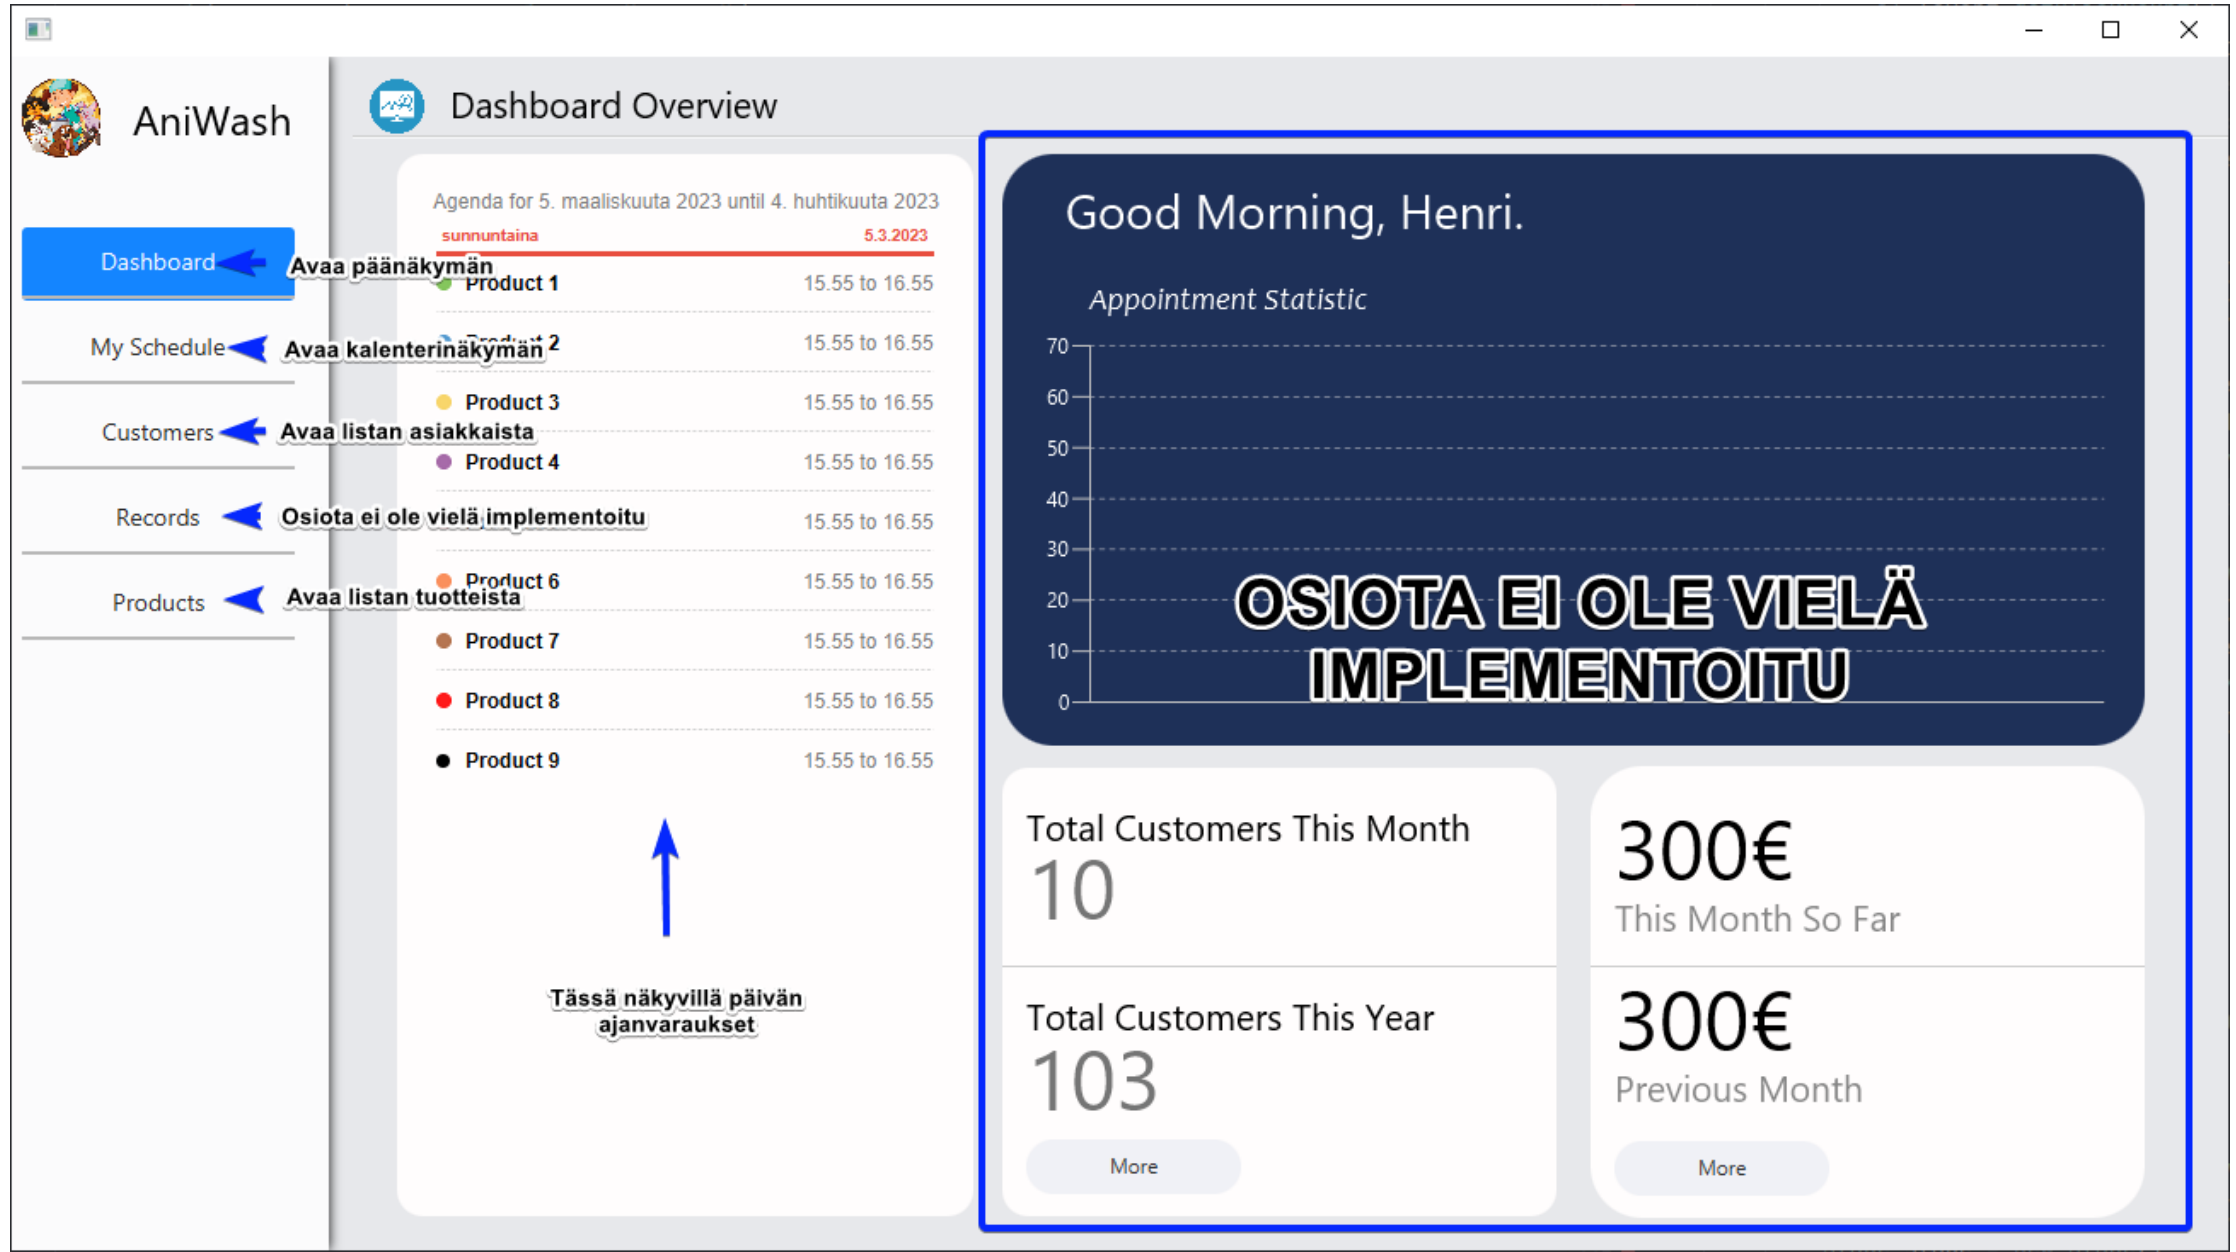 AniWash
Dashboard Overview
Dashboard
Avaa päänäkymän
My Schedule
Avaa kalenterinäkymän
Customers
Avaa listan asiakkaista
Records
Osiota ei ole vielä implementoitu
Products
Avaa listan tuotteista
Agenda for 5. maaliskuuta 2023 until 4. huhtikuuta 2023
sunnuntaina 5.3.2023
Product 1 15.55 to 16.55
Product 2 15.55 to 16.55
Product 3 15.55 to 16.55
Product 4 15.55 to 16.55
15.55 to 16.55
Product 6 15.55 to 16.55
Product 7 15.55 to 16.55
Product 8 15.55 to 16.55
Product 9 15.55 to 16.55
Tässä näkyvillä päivän
ajanvaraukset
Good Morning, Henri.
Appointment Statistic
70
60
50
40
30
20
10
0
OSIOTA EI OLE VIELÄ
IMPLEMENTOITU
Total Customers This Month
10
Total Customers This Year
103
More
300€
This Month So Far
300€
Previous Month
More